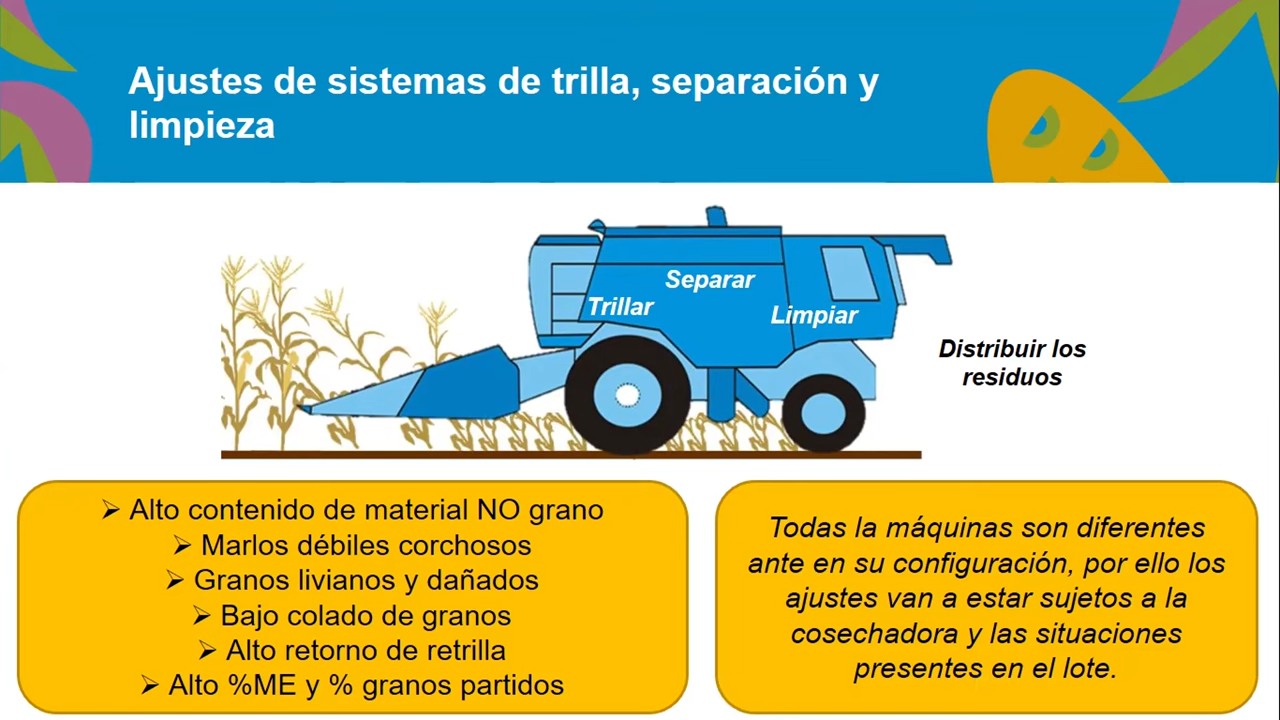 Ajustes de sistemas de trilla, separación y
limpieza
Separar
Trillar
Limpiar
Distribuir los
residuos
➢ Alto contenido de material NO grano
➢ Marlos débiles corchosos
➢ Granos livianos y dañados
➢ Bajo colado de granos
➢ Alto retorno de retrilla
➢ Alto %ME y % granos partidos
Todas la máquinas son diferentes
ante en su configuración, por ello los
ajustes van a estar sujetos a la
cosechadora y las situaciones
presentes en el lote.